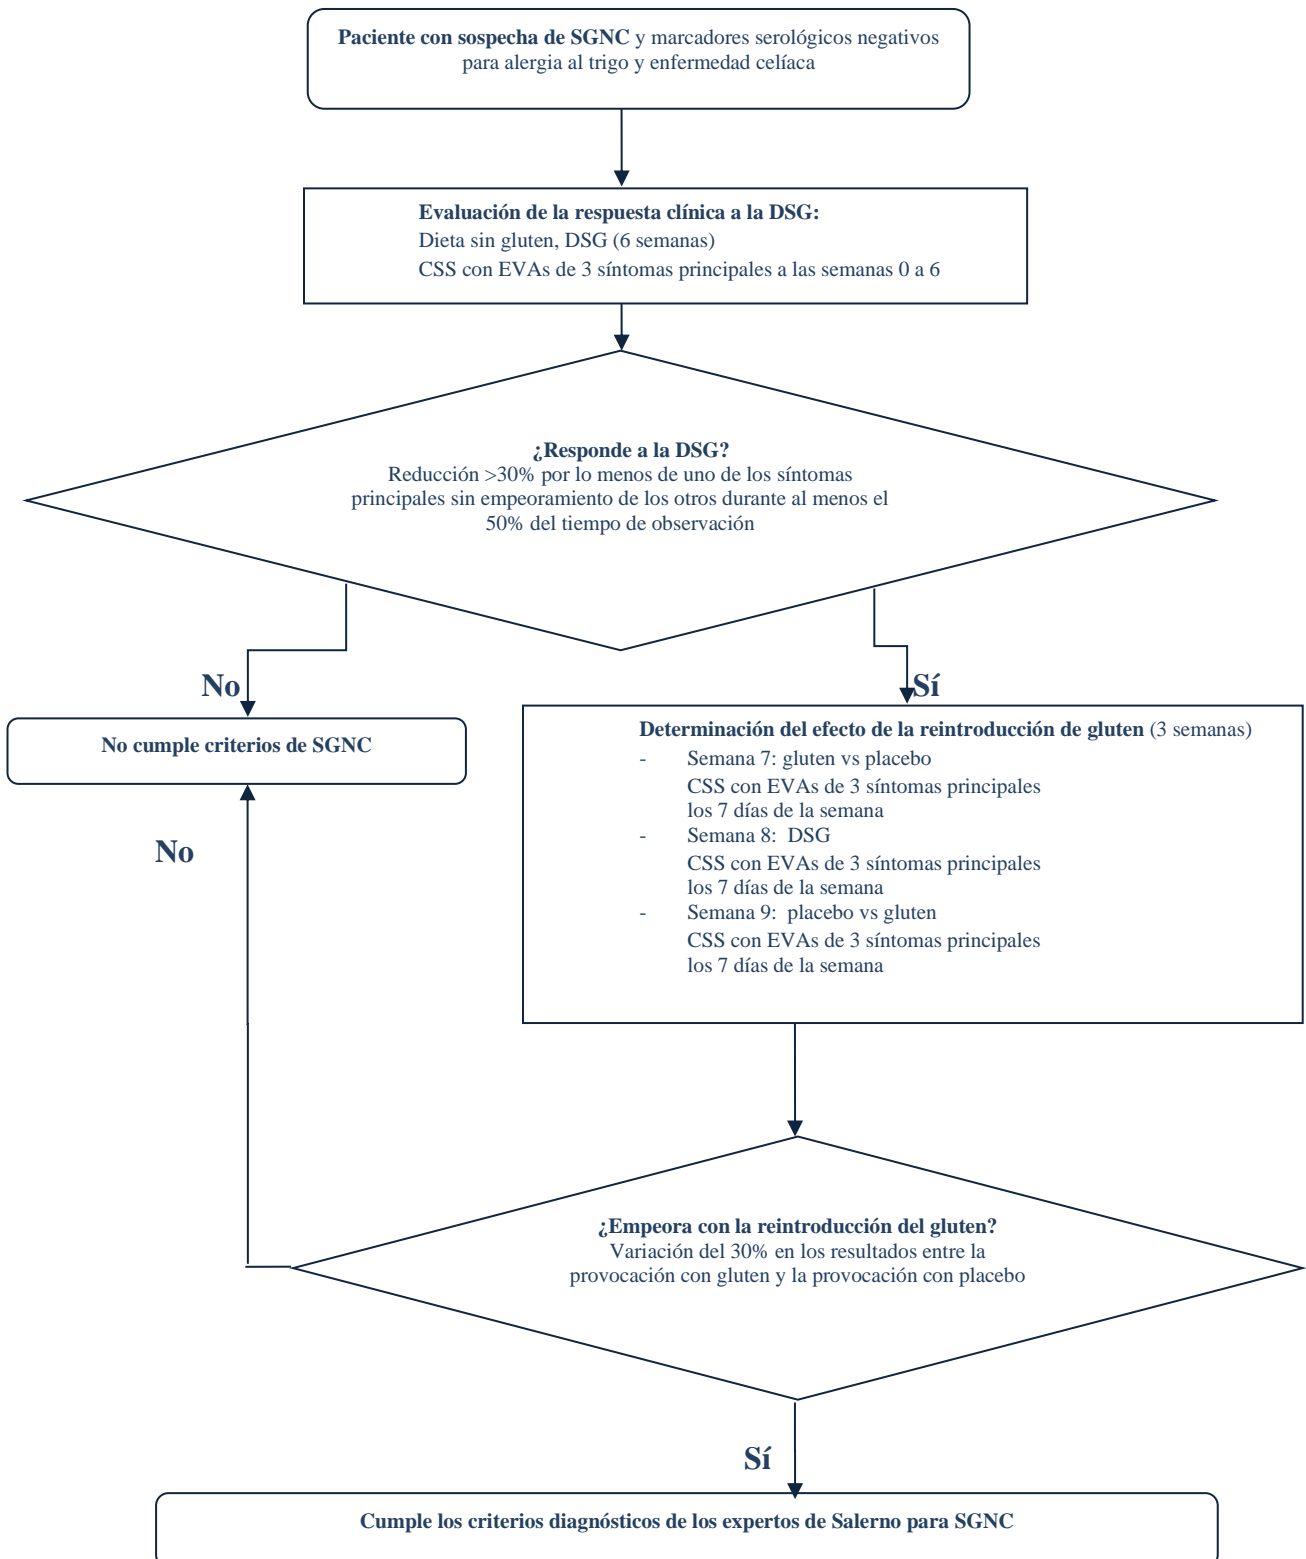 Paciente con sospecha de SGNC y marcadores serológicos negativos
para alergia al trigo y enfermedad celíaca
Evaluación de la respuesta clínica a la DSG:
Dieta sin gluten, DSG (6 semanas)
CSS con EVAs de 3 síntomas principales a las semanas 0 a 6
¿Responde a la DSG?
Reducción >30% por lo menos de uno de los síntomas
principales sin empeoramiento de los otros durante al menos el
50% del tiempo de observación
No
Sí
No cumple criterios de SGNC
Determinación del efecto de la reintroducción de gluten (3 semanas)
- Semana 7: gluten vs placebo
CSS con EVAs de 3 síntomas principales
los 7 días de la semana
- Semana 8: DSG
CSS con EVAs de 3 síntomas principales
los 7 días de la semana
- Semana 9: placebo vs gluten
CSS con EVAs de 3 síntomas principales
los 7 días de la semana
No
¿Empeora con la reintroducción del gluten?
Variación del 30% en los resultados entre la
provocación con gluten y la provocación con placebo
Sí
Cumple los criterios diagnósticos de los expertos de Salerno para SGNC